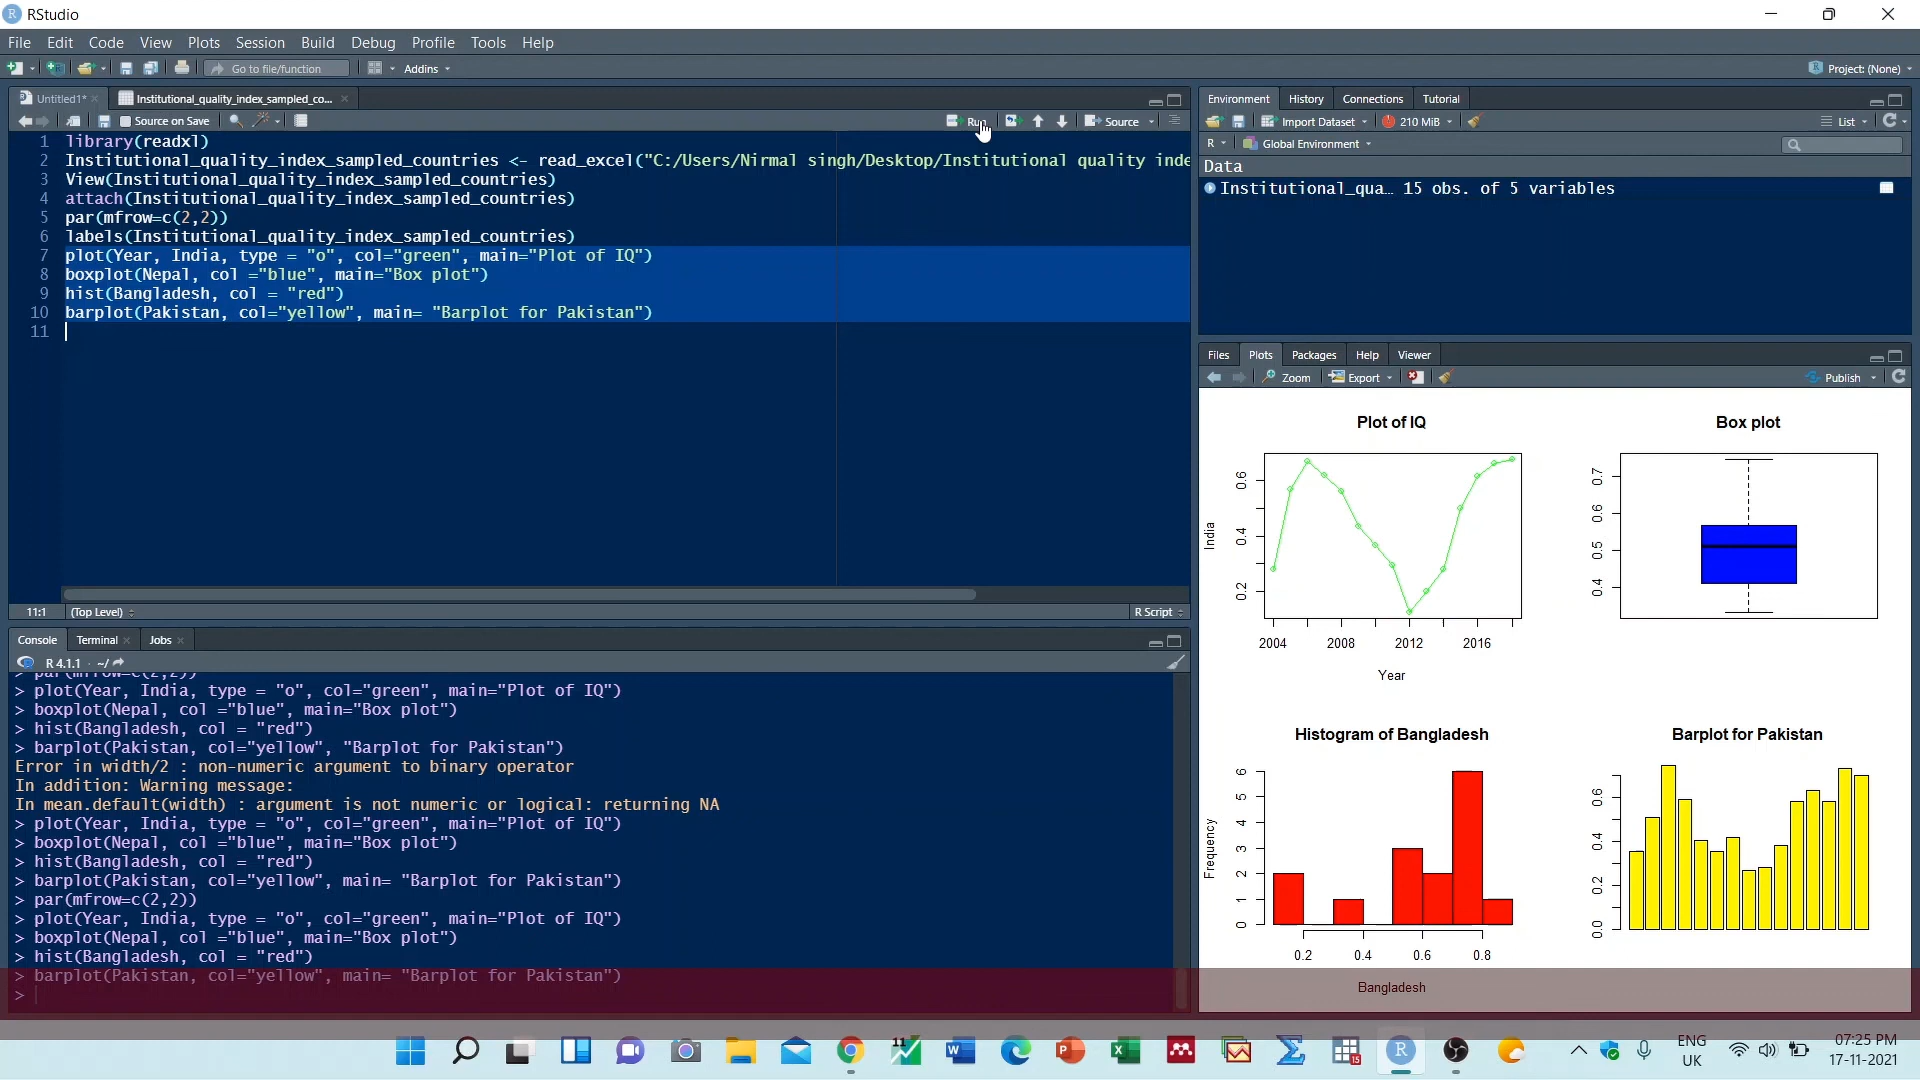 RStudio
File Edit Code View Plots Session Build Debug Profile Tools Help
Go to file/function Addins Project: (None)
Untitled1* Institutional_quality_index_sampled_co...
Source on Save Run Source
1 library(readxl)
2 Institutional_quality_index_sampled_countries <- read_excel("C:/Users/Nirmal singh/Desktop/Institutional quality inde
3 View(Institutional_quality_index_sampled_countries)
4 attach(Institutional_quality_index_sampled_countries)
5 par(mfrow=c(2,2))
6 labels(Institutional_quality_index_sampled_countries)
7 plot(Year, India, type = "o", col="green", main="Plot of IQ")
8 boxplot(Nepal, col ="blue", main="Box plot")
9 hist(Bangladesh, col = "red")
10 barplot(Pakistan, col="yellow", main= "Barplot for Pakistan")
11
11:1 (Top Level) R Script
Console Terminal Jobs
R 4.1.1 · ~/
> par(mfrow=c(2,2))
> plot(Year, India, type = "o", col="green", main="Plot of IQ")
> boxplot(Nepal, col ="blue", main="Box plot")
> hist(Bangladesh, col = "red")
> barplot(Pakistan, col="yellow", "Barplot for Pakistan")
Error in width/2 : non-numeric argument to binary operator
In addition: Warning message:
In mean.default(width) : argument is not numeric or logical: returning NA
> plot(Year, India, type = "o", col="green", main="Plot of IQ")
> boxplot(Nepal, col ="blue", main="Box plot")
> hist(Bangladesh, col = "red")
> barplot(Pakistan, col="yellow", main= "Barplot for Pakistan")
> par(mfrow=c(2,2))
> plot(Year, India, type = "o", col="green", main="Plot of IQ")
> boxplot(Nepal, col ="blue", main="Box plot")
> hist(Bangladesh, col = "red")
> barplot(Pakistan, col="yellow", main= "Barplot for Pakistan")
>
Environment History Connections Tutorial
Import Dataset 210 MiB List
R Global Environment
Data
Institutional_qua… 15 obs. of 5 variables
Files Plots Packages Help Viewer
Zoom Export Publish
Plot of IQ
India
0.2 0.4 0.6
2004 2008 2012 2016
Year
Box plot
0.4 0.5 0.6 0.7
Histogram of Bangladesh
Frequency
0 1 2 3 4 5 6
0.2 0.4 0.6 0.8
Bangladesh
Barplot for Pakistan
0.0 0.2 0.4 0.6
ENG
UK
07:25 PM
17-11-2021